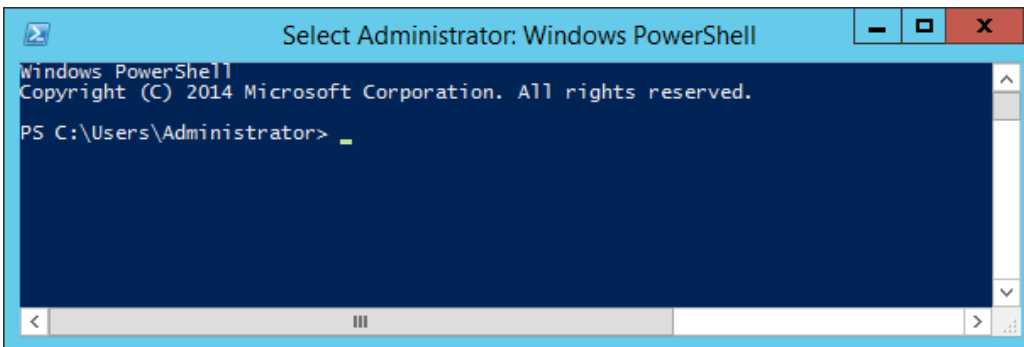 Select Administrator: Windows PowerShell
Windows PowerShell
Copyright (C) 2014 Microsoft Corporation. All rights reserved.
PS C:\Users\Administrator>